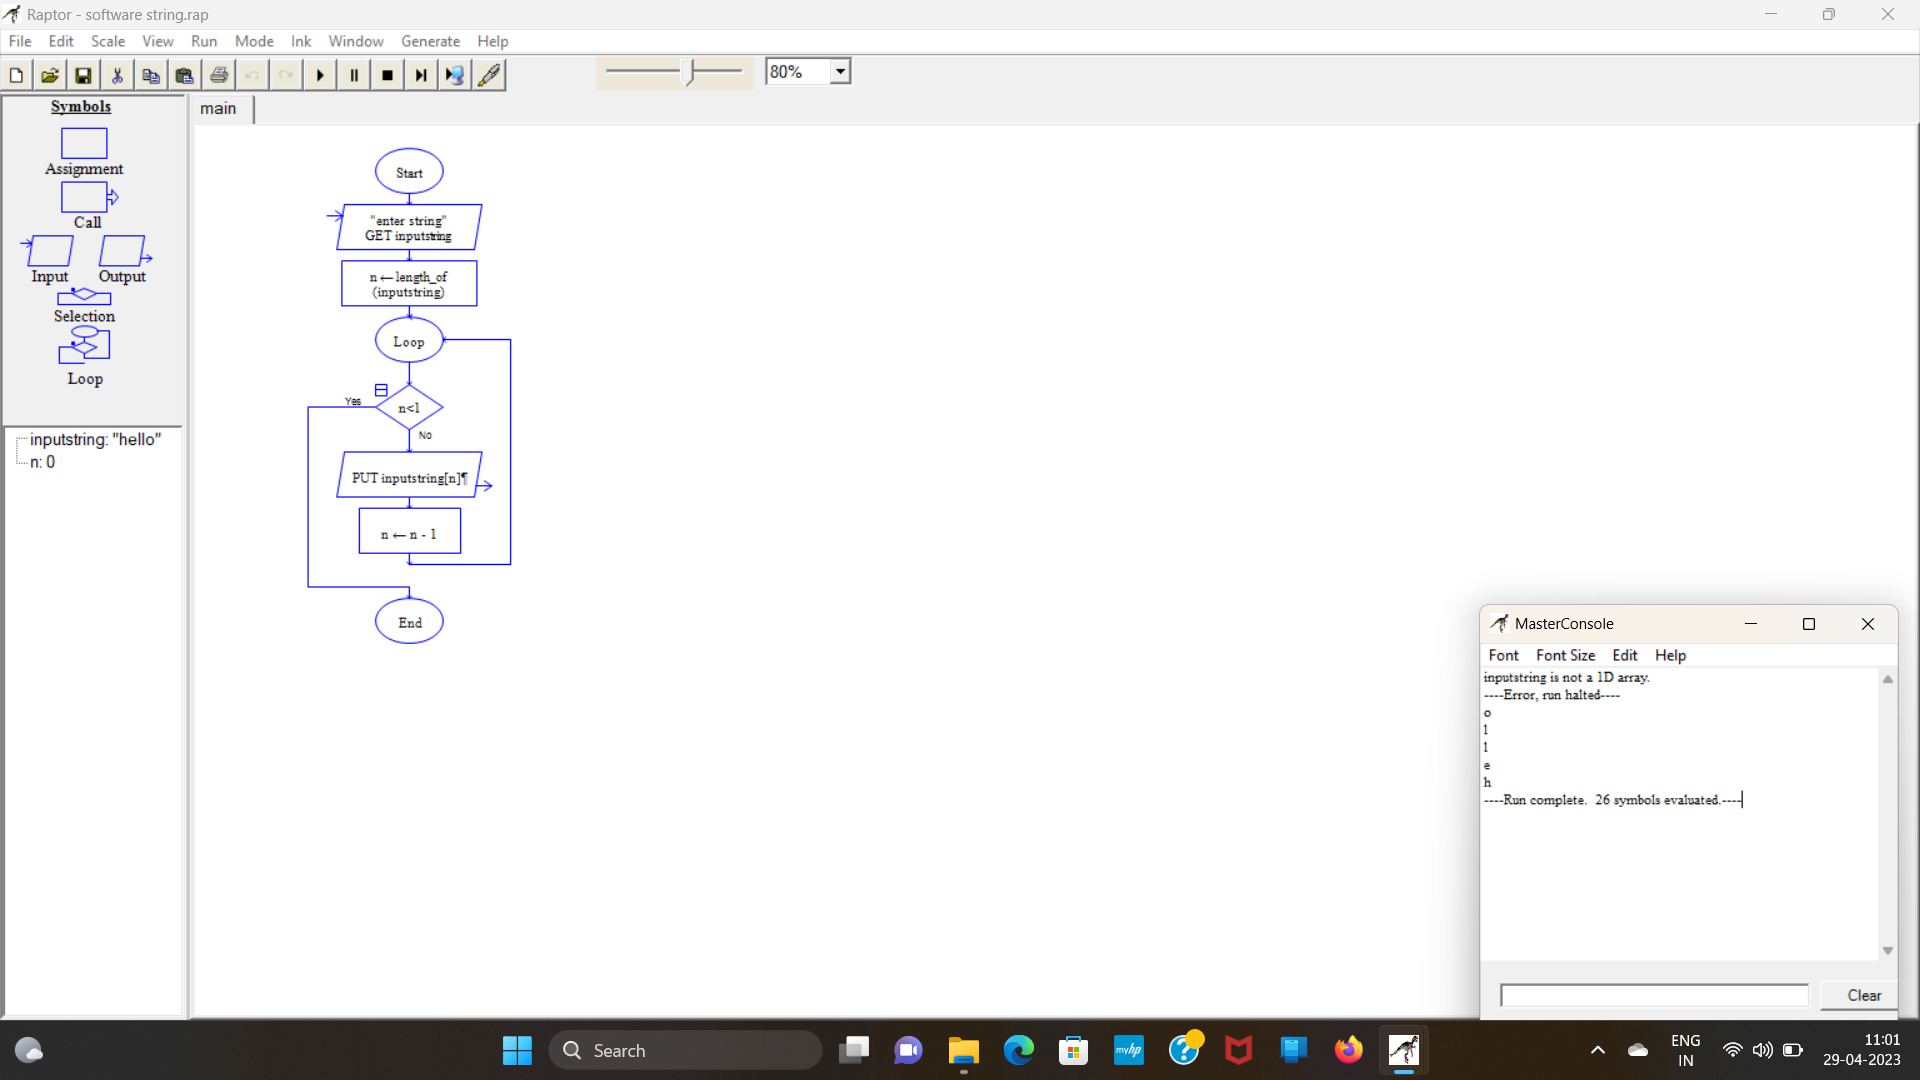 Raptor - software string.rap
File Edit Scale View Run Mode Ink Window Generate Help
80%
Symbols
Assignment
Call
Input Output
Selection
Loop
inputstring: "hello"
n: 0
main
Start
"enter string"
GET inputstring
n ← length_of
(inputstring)
Loop
Yes
n<1
No
PUT inputstring[n]¶
n ← n - 1
End
MasterConsole
Font Font Size Edit Help
inputstring is not a 1D array.
----Error, run halted----
o
l
l
e
h
----Run complete.  26 symbols evaluated.----
Clear
Search
myhp
?
ENG
IN
11:01
29-04-2023